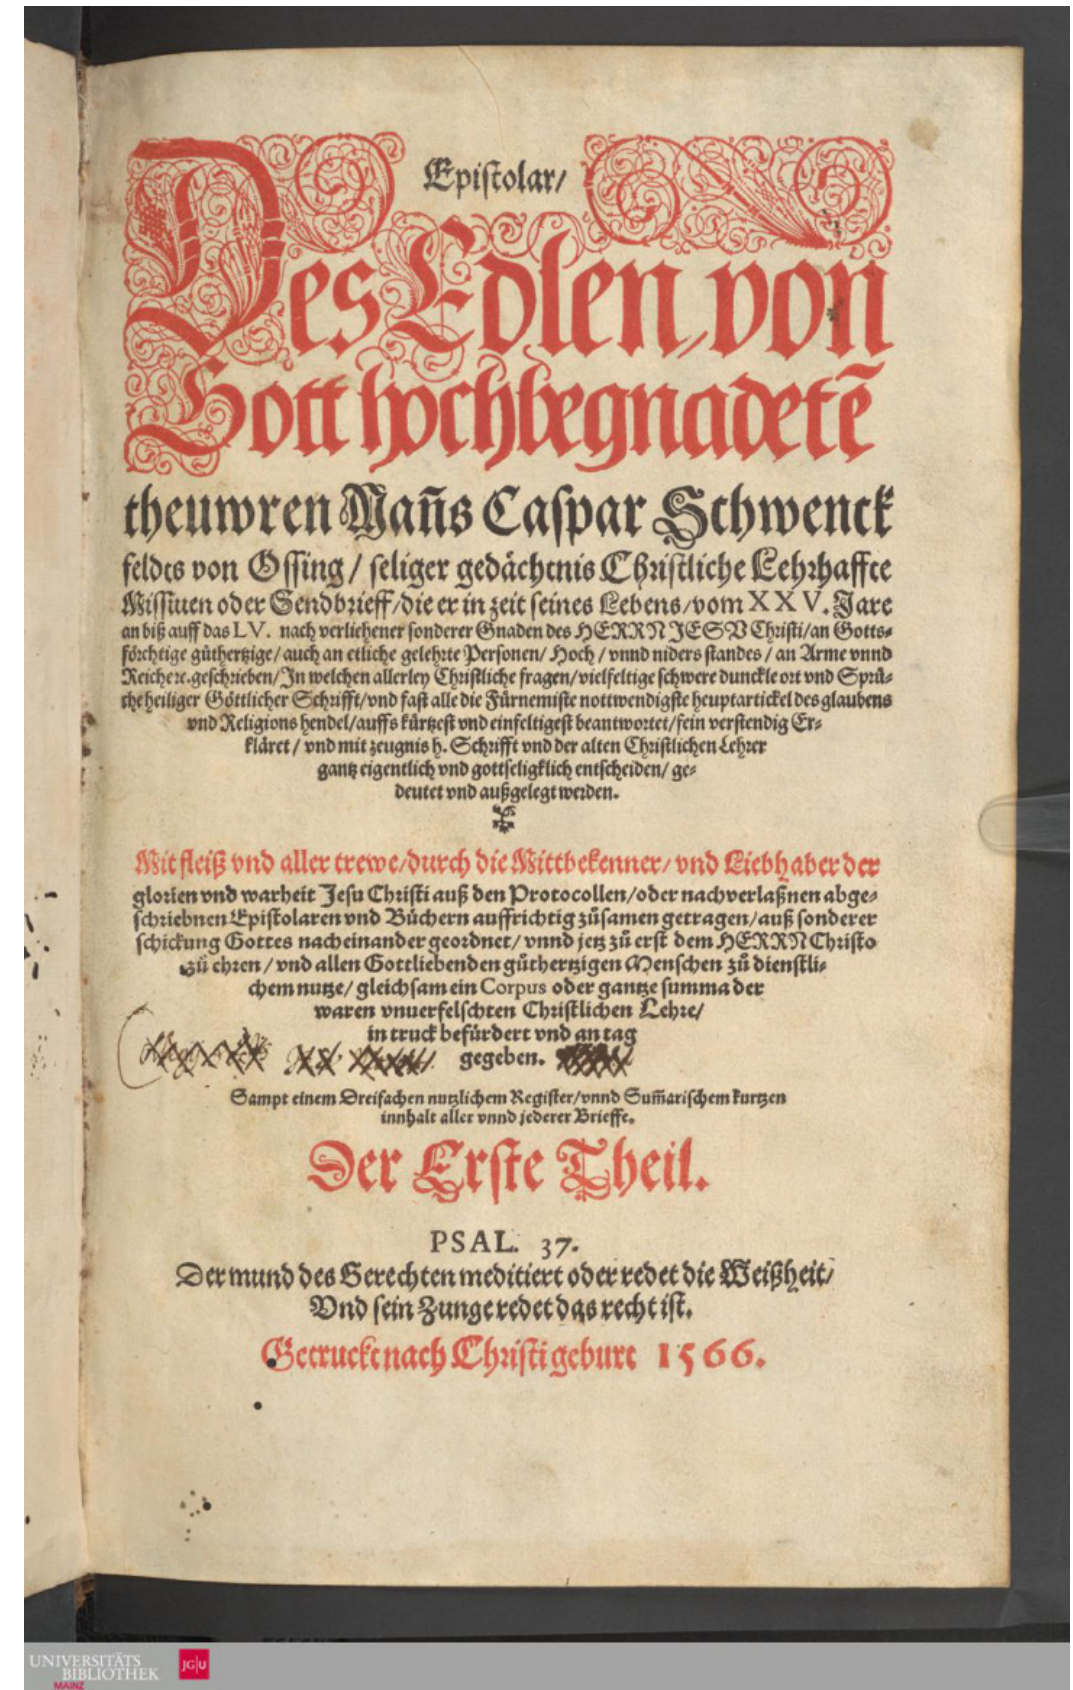 Epistolar/
Des Edlen, von
Gott hochbegnadetẽ
theuwren Mañs Caspar Schwenck
feldts von Ossing/ seliger gedächtnis Christliche Lehrhaffte
Missiuen oder Sendbrieff/die er in zeit seines Lebens/vom XXV. Jare
an biß auff das LV. nach verliehener sonderer Gnaden des HERRN JESV Christi/an Gotts-
förchtige güthertzige/auch an etliche gelehrte Personen/ Hoch/ vnnd niders standes/ an Arme vnnd
Reiche ꝛc.geschrieben/Jn welchen allerley Christliche fragen/vielfeltige schwere dunckle ort vnd Sprü-
che heiliger Göttlicher Schrifft/vnd fast alle die Fürnemiste nottwendigste heuptartickel des glaubens
vnd Religions hendel/auffs kürtzest vnd einfeltigest beantwortet/fein verstendig Er-
kläret/ vnd mit zeugnis h. Schrifft vnd der alten Christlichen Lehrer
gantz eigentlich vnd gottseligklich entscheiden/ ge-
deutet vnd außgelegt werden.
Mit fleiß vnd aller trewe/durch die Mittbekenner/ vnd Liebhaber der
glorien vnd warheit Jesu Christi auß den Protocollen/oder nachverlaßnen abge-
schriebnen Epistolaren vnd Büchern auffrichtig zůsamen getragen/auß sonderer
schickung Gottes nacheinander geordnet/ vnnd jetz zů erst dem HERRN Christo
zů ehren/ vnd allen Gottliebenden gůthertzigen Menschen zů dienstli-
chem nutze/ gleichsam ein Corpus oder gantze summa der
waren vnuerfelschten Christlichen Lehre/
in truck befürdert vnd an tag
gegeben.
Sampt einem Dreifachen nutzlichem Register/vnnd Sum̃arischem kurtzen
innhalt aller vnnd jederer Brieffe.
Der Erste Theil.
PSAL. 37.
Der mund des Gerechten meditiert oder redet die Weißheit/
Vnd sein Zunge redet das recht ist.
Getruckt nach Christi geburt 1566.
UNIVERSITÄTS
BIBLIOTHEK
MAINZ
JG|U